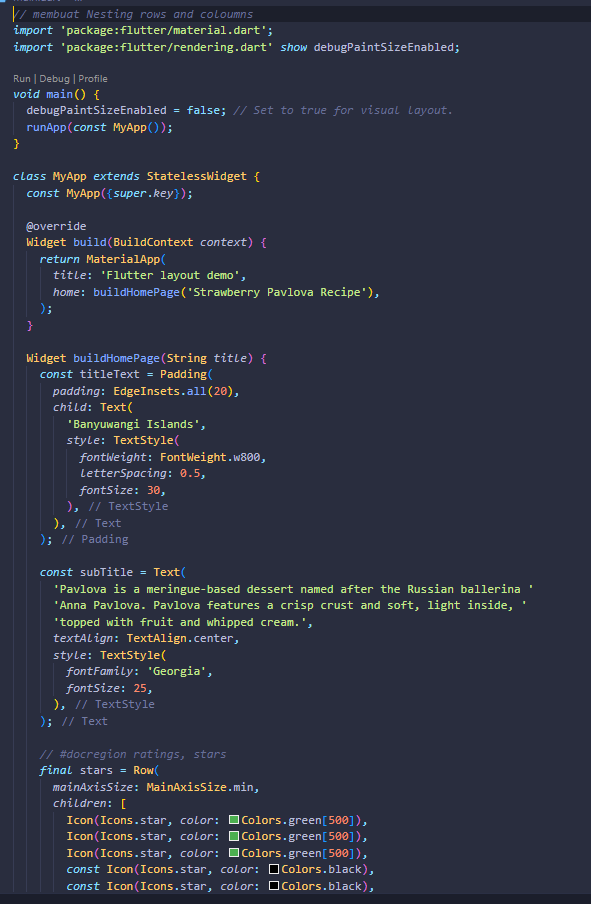 // membuat Nesting rows and coloumns
import 'package:flutter/material.dart';
import 'package:flutter/rendering.dart' show debugPaintSizeEnabled;
Run | Debug | Profile
void main() {
  debugPaintSizeEnabled = false; // Set to true for visual layout.
  runApp(const MyApp());
}
class MyApp extends StatelessWidget {
  const MyApp({super.key});
  @override
  Widget build(BuildContext context) {
    return MaterialApp(
      title: 'Flutter layout demo',
      home: buildHomePage('Strawberry Pavlova Recipe'),
    );
  }
  Widget buildHomePage(String title) {
    const titleText = Padding(
      padding: EdgeInsets.all(20),
      child: Text(
        'Banyuwangi Islands',
        style: TextStyle(
          fontWeight: FontWeight.w800,
          letterSpacing: 0.5,
          fontSize: 30,
        ), // TextStyle
      ), // Text
    ); // Padding
    const subTitle = Text(
      'Pavlova is a meringue-based dessert named after the Russian ballerina '
      'Anna Pavlova. Pavlova features a crisp crust and soft, light inside, '
      'topped with fruit and whipped cream.',
      textAlign: TextAlign.center,
      style: TextStyle(
        fontFamily: 'Georgia',
        fontSize: 25,
      ), // TextStyle
    ); // Text
    // #docregion ratings, stars
    final stars = Row(
      mainAxisSize: MainAxisSize.min,
      children: [
        Icon(Icons.star, color: Colors.green[500]),
        Icon(Icons.star, color: Colors.green[500]),
        Icon(Icons.star, color: Colors.green[500]),
        const Icon(Icons.star, color: Colors.black),
        const Icon(Icons.star, color: Colors.black),